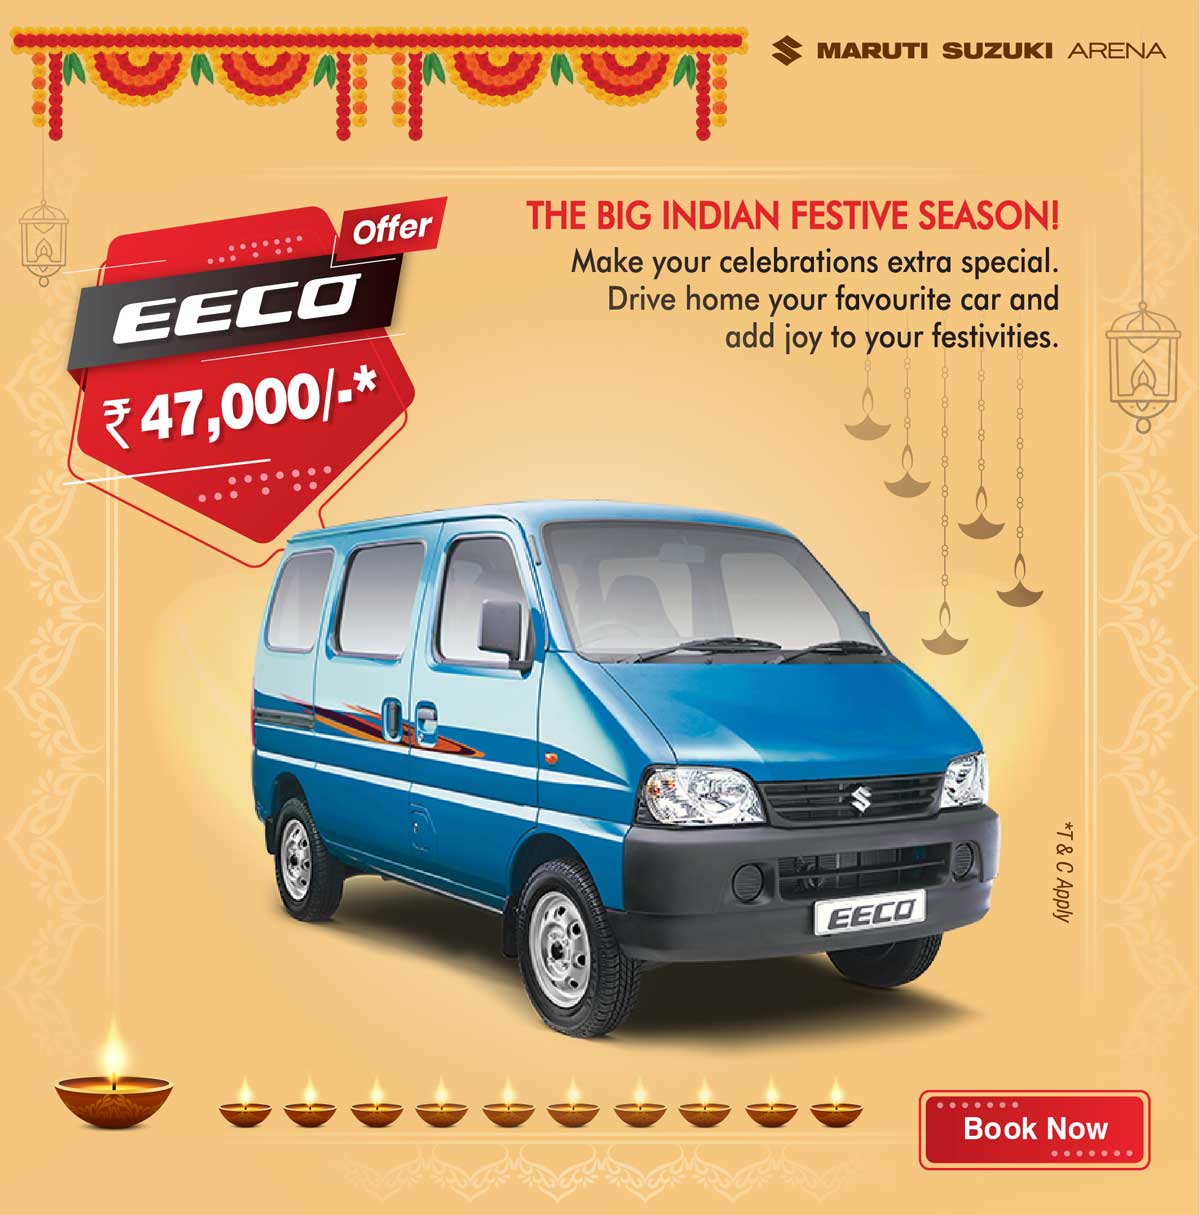 MARUTI SUZUKI ARENA
Offer
EECO
₹ 47,000/-*
THE BIG INDIAN FESTIVE SEASON!
Make your celebrations extra special.
Drive home your favourite car and
add joy to your festivities.
EECO
*T & C Apply
Book Now